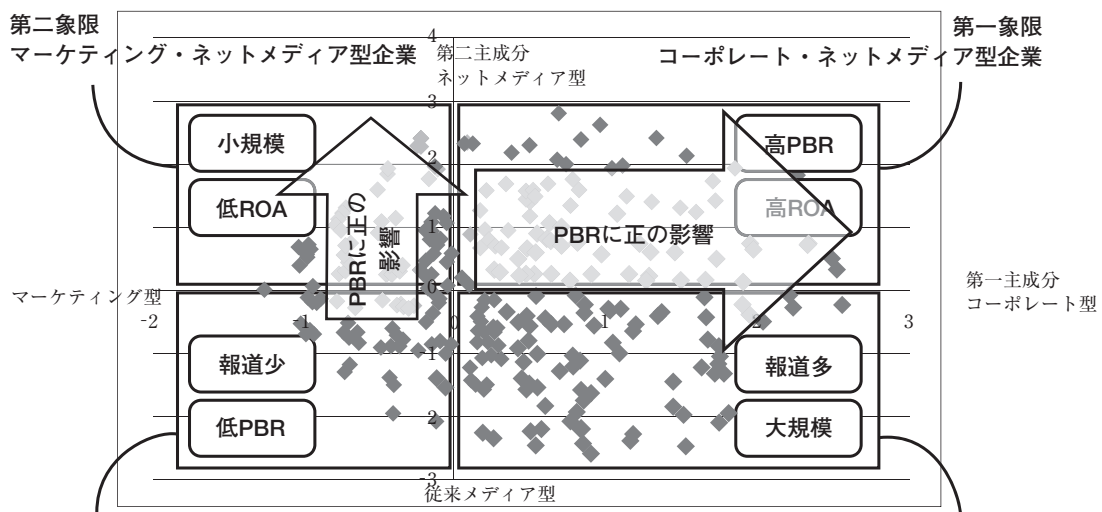 第二象限
マーケティング・ネットメディア型企業
第一象限
コーポレート・ネットメディア型企業
第二主成分
ネットメディア型
4
3
2
1
0
-1
-2
-3
小規模
低ROA
高PBR
高ROA
PBRに正の
影響
PBRに正の影響
マーケティング型
第一主成分
コーポレート型
-2
-1
0
1
2
3
報道少
低PBR
報道多
大規模
従来メディア型